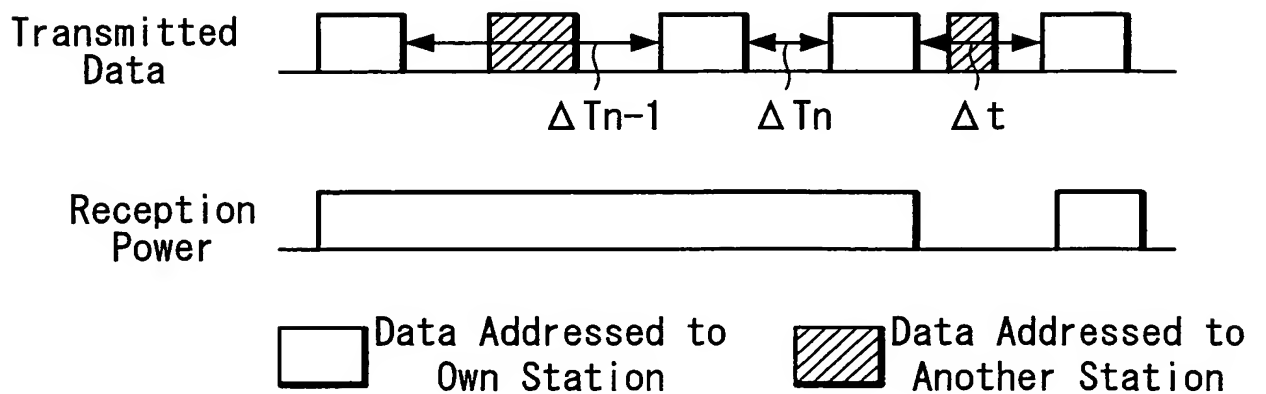 Transmitted
Data
ΔTn-1
ΔTn
Δt
Reception
Power
Data Addressed to
Own Station
Data Addressed to
Another Station